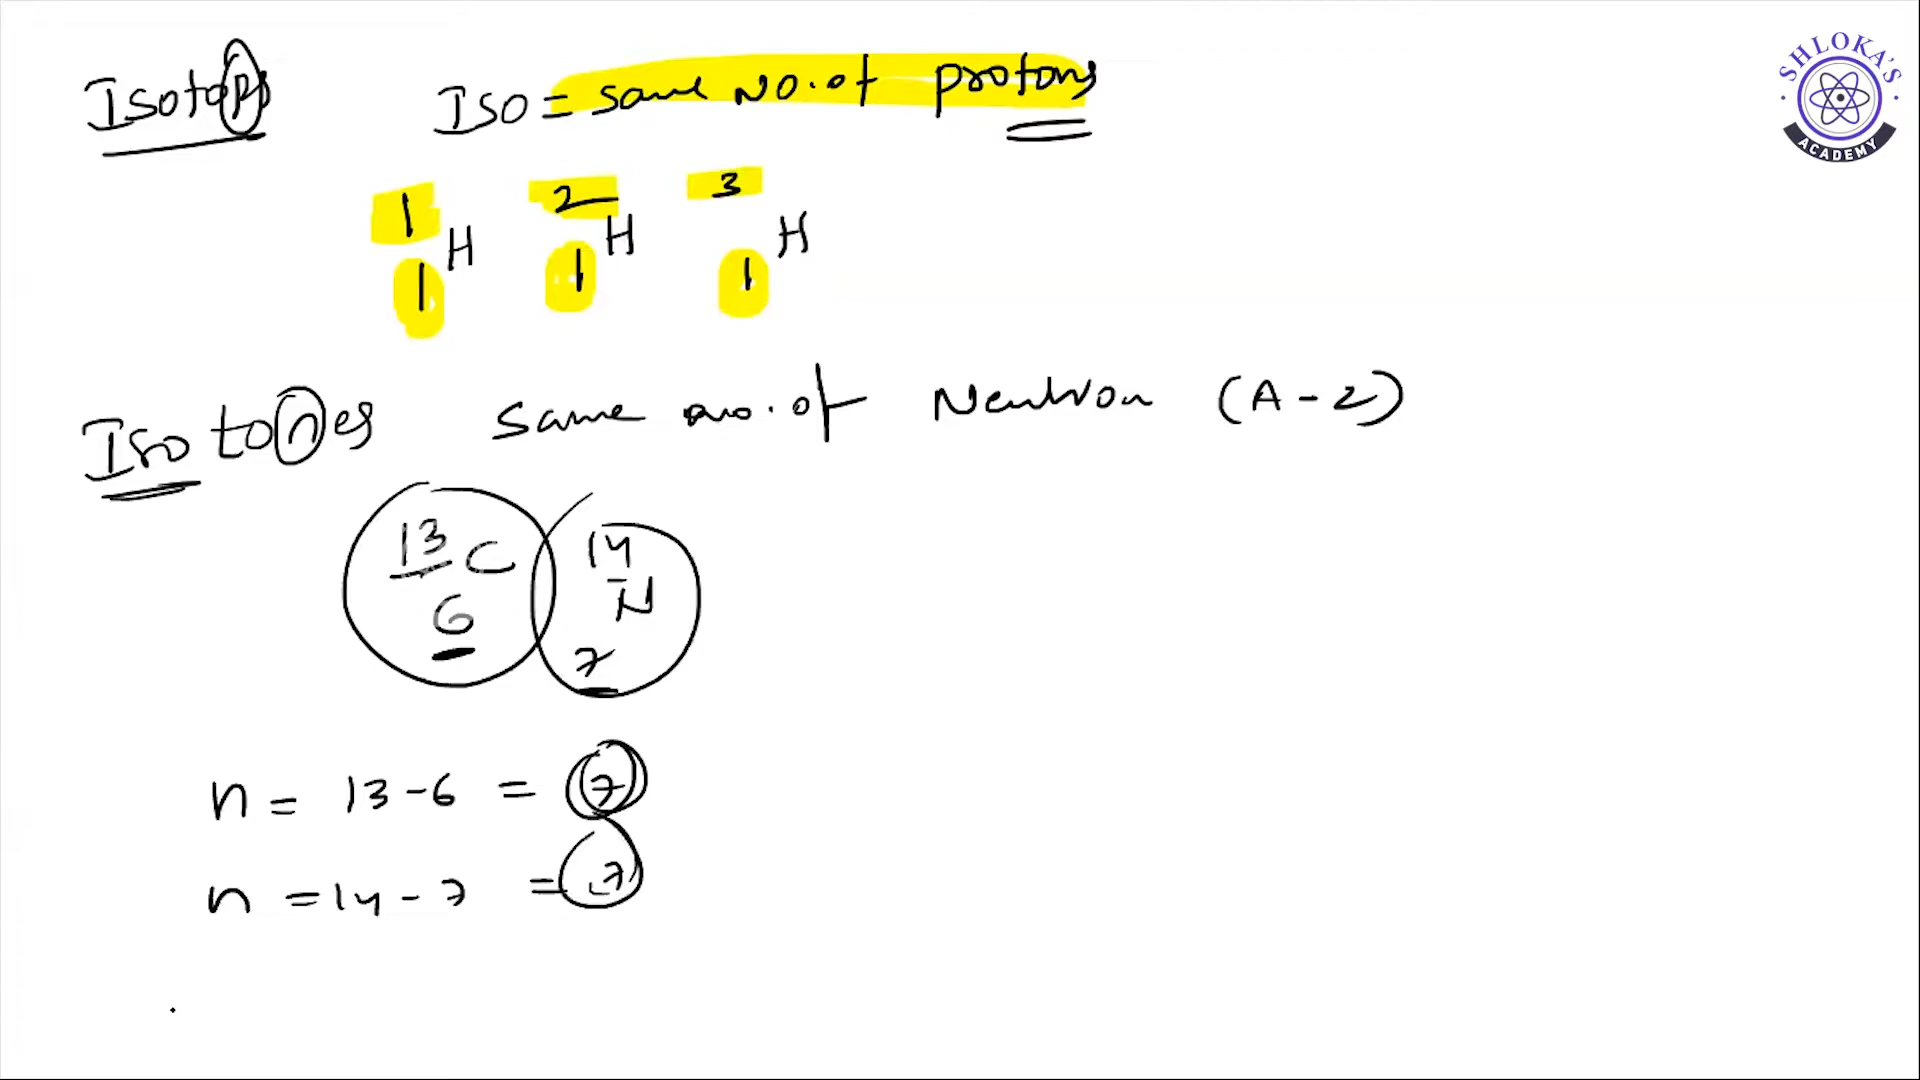 Isotops ISO = same No. of protons
1 2 3
H H H
1 1 1
Isotones same no. of Neutron (A-Z)
13 C 14 N
6 7
n = 13-6 = 7
n = 14-7 = 7
SHLOKA'S
ACADEMY